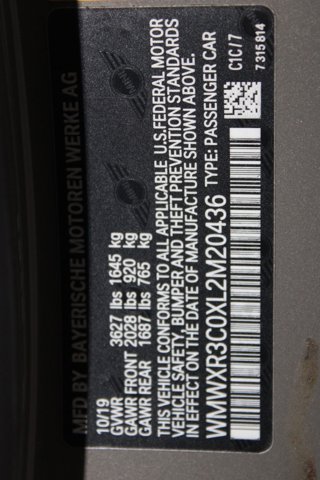 MFD BY BAYERISCHE MOTOREN WERKE AG
10/19
GVWR 3627 lbs 1645 kg
GAWR FRONT 2028 lbs 920 kg
GAWR REAR 1687 lbs 765 kg
THIS VEHICLE CONFORMS TO ALL APPLICABLE U.S.FEDERAL MOTOR
VEHICLE SAFETY, BUMPER AND THEFT PREVENTION STANDARDS
IN EFFECT ON THE DATE OF MANUFACTURE SHOWN ABOVE.
WMWXR3C0XL2M20436 TYPE: PASSENGER CAR
C1C/7
7315814